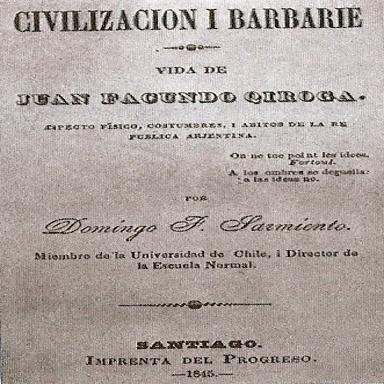 CIVILIZACION I BARBARIE
VIDA DE
JUAN FACUNDO QIROGA.
ASPECTO FÍSICO, COSTUMBRES, I ABITOS DE LA RE
PUBLICA ARJENTINA.
On ne tue point les idees.
Fortoul.
A los ombres se deguella:
a las ideas no.
POR
Domingo F. Sarmiento.
Miembro de la Universidad de Chile, i Director de
la Escuela Normal.
SANTIAGO.
IMPRENTA DEL PROGRESO.
—1845.—